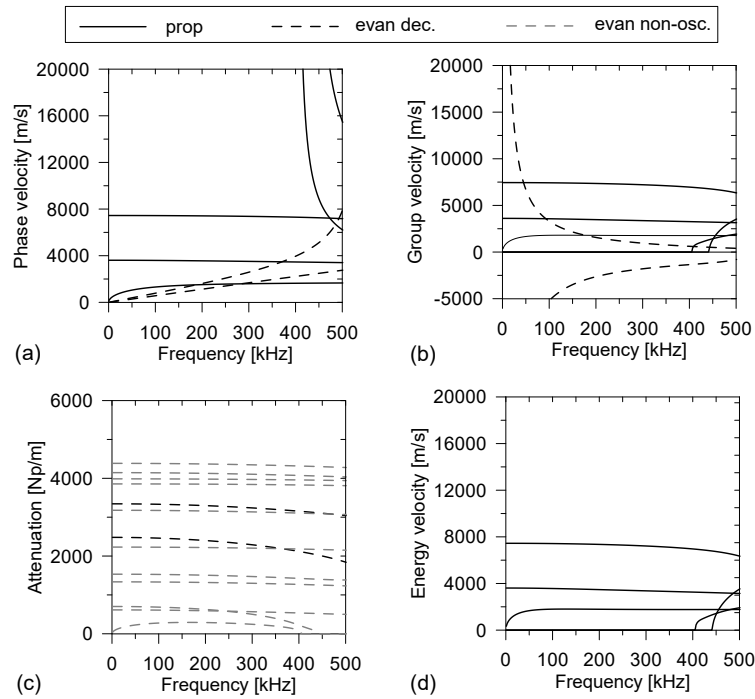 prop evan dec. evan non-osc.
20000
16000
12000
8000
4000
0
Phase velocity [m/s]
0 100 200 300 400 500
Frequency [kHz]
(a)
20000
15000
10000
5000
0
-5000
Group velocity [m/s]
0 100 200 300 400 500
Frequency [kHz]
(b)
6000
4000
2000
0
Attenuation [Np/m]
0 100 200 300 400 500
Frequency [kHz]
(c)
20000
16000
12000
8000
4000
0
Energy velocity [m/s]
0 100 200 300 400 500
Frequency [kHz]
(d)